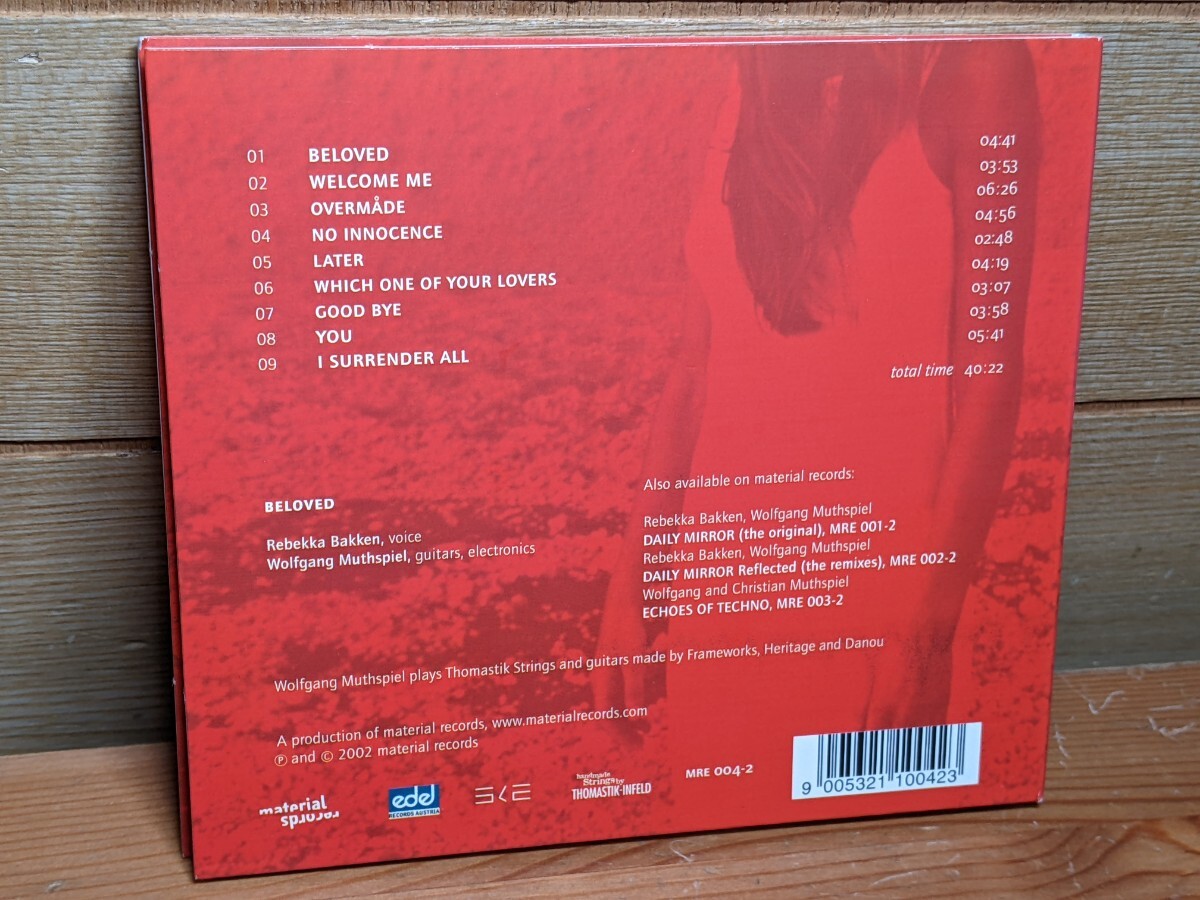 01 BELOVED 04:41
02 WELCOME ME 03:53
03 OVERMÅDE 06:26
04 NO INNOCENCE 04:56
05 LATER 02:48
06 WHICH ONE OF YOUR LOVERS 04:19
07 GOOD BYE 03:07
08 YOU 03:58
09 I SURRENDER ALL 05:41
total time 40:22
BELOVED
Rebekka Bakken, voice
Wolfgang Muthspiel, guitars, electronics
Also available on material records:
Rebekka Bakken, Wolfgang Muthspiel
DAILY MIRROR (the original), MRE 001-2
Rebekka Bakken, Wolfgang Muthspiel
DAILY MIRROR Reflected (the remixes), MRE 002-2
Wolfgang and Christian Muthspiel
ECHOES OF TECHNO, MRE 003-2
Wolfgang Muthspiel plays Thomastik Strings and guitars made by Frameworks, Heritage and Danou
A production of material records, www.materialrecords.com
℗ and © 2002 material records
material
records
edel
RECORDS AUSTRIA
SKE
handmade
Strings by
THOMASTIK-INFELD
MRE 004-2
9 005321 100423